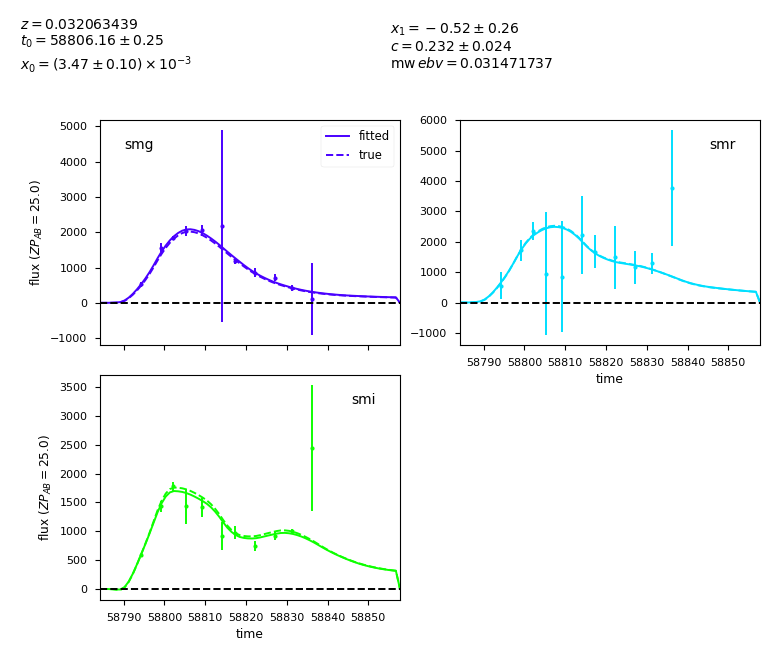 z = 0.032063439
t₀ = 58806.16 ± 0.25
x₀ = (3.47 ± 0.10) × 10⁻³
x₁ = −0.52 ± 0.26
c = 0.232 ± 0.024
mwebv = 0.031471737
smg
fitted
true
5000
4000
3000
2000
1000
0
−1000
flux (ZP_AB = 25.0)
smr
6000
5000
4000
3000
2000
1000
0
−1000
58790 58800 58810 58820 58830 58840 58850
time
smi
3500
3000
2500
2000
1500
1000
500
0
flux (ZP_AB = 25.0)
58790 58800 58810 58820 58830 58840 58850
time